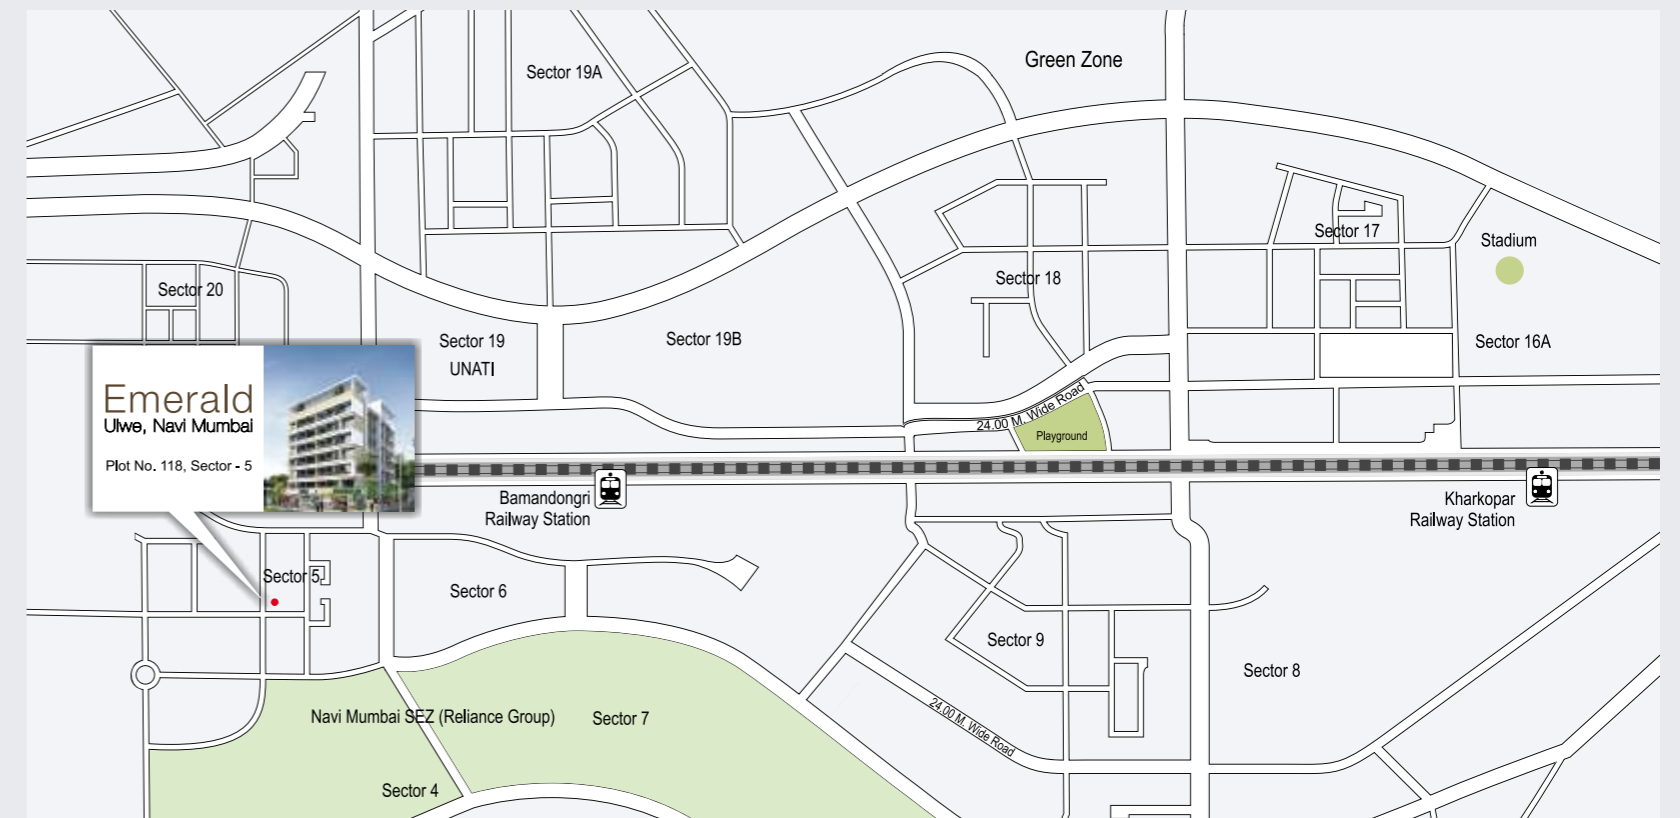 Green Zone
Sector 19A
Sector 17
Stadium
Sector 18
Sector 20
Sector 19
UNATI
Sector 19B
Sector 16A
Emerald
Ulwe, Navi Mumbai
Plot No. 118, Sector - 5
24.00 M. Wide Road
Playground
Bamandongri
Railway Station
Kharkopar
Railway Station
Sector 5
Sector 6
Sector 9
Sector 8
Navi Mumbai SEZ (Reliance Group)
Sector 7
24.00 M. Wide Road
Sector 4